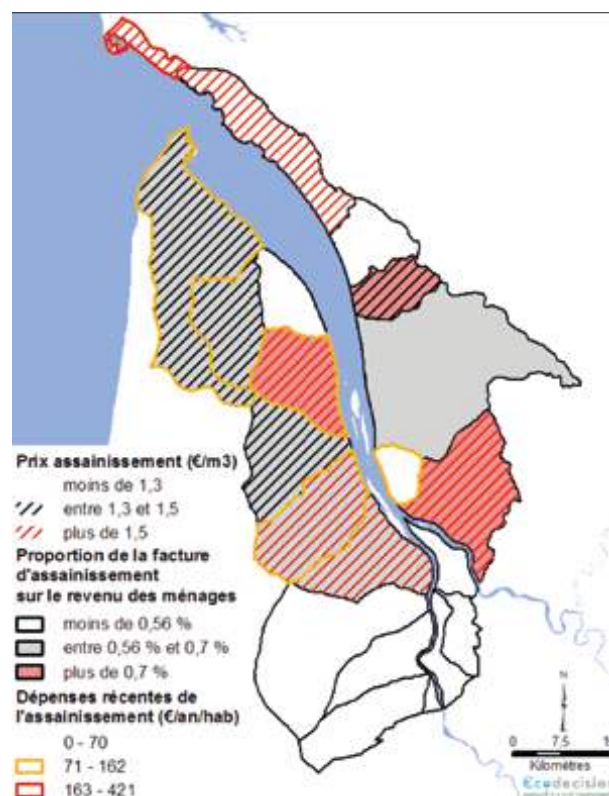 Prix assainissement (€/m3)
moins de 1,3
entre 1,3 et 1,5
plus de 1,5
Proportion de la facture
d'assainissement
sur le revenu des ménages
moins de 0,56 %
entre 0,56 % et 0,7 %
plus de 0,7 %
Dépenses récentes de
l'assainissement (€/an/hab)
0 - 70
71 - 162
163 - 421
N
0 7,5
Kilomètres